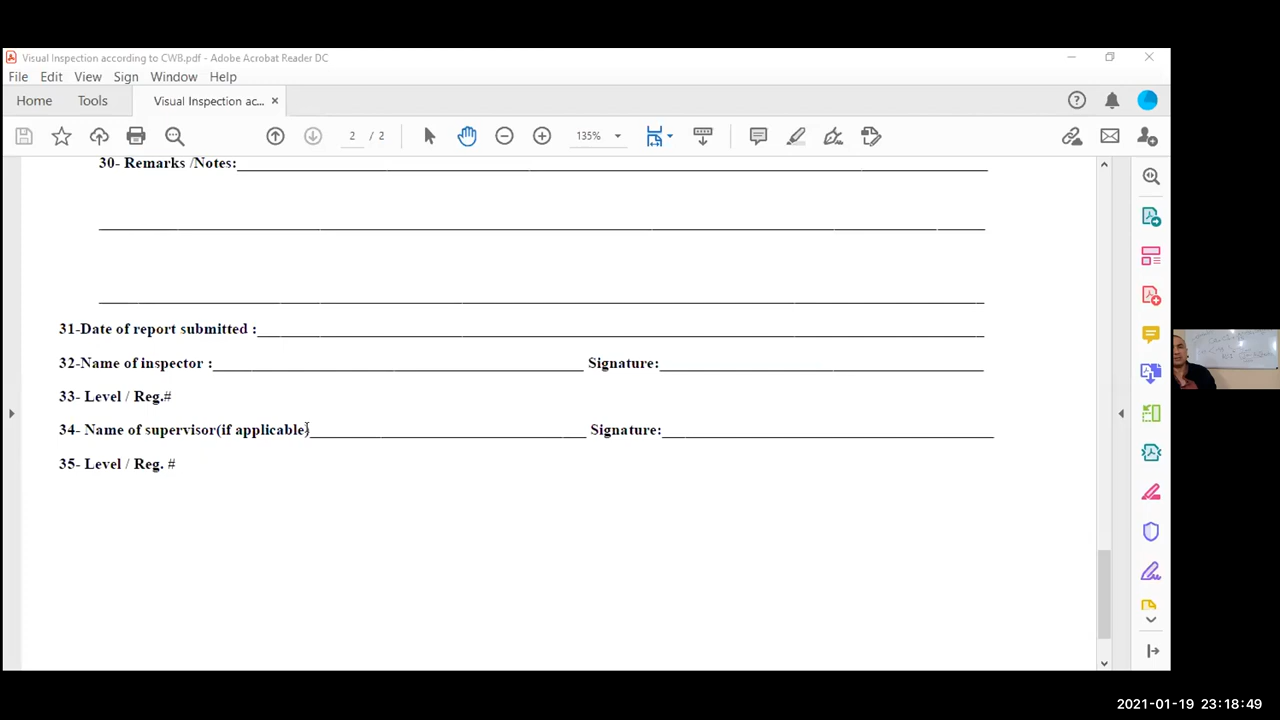 Visual Inspection according to CWB.pdf - Adobe Acrobat Reader DC
File Edit View Sign Window Help
Home Tools Visual Inspection ac... ×
2 / 2 135%
30- Remarks /Notes:
31-Date of report submitted :
32-Name of inspector : Signature:
33- Level / Reg.#
34- Name of supervisor(if applicable) Signature:
35- Level / Reg. #
2021-01-19 23:18:49